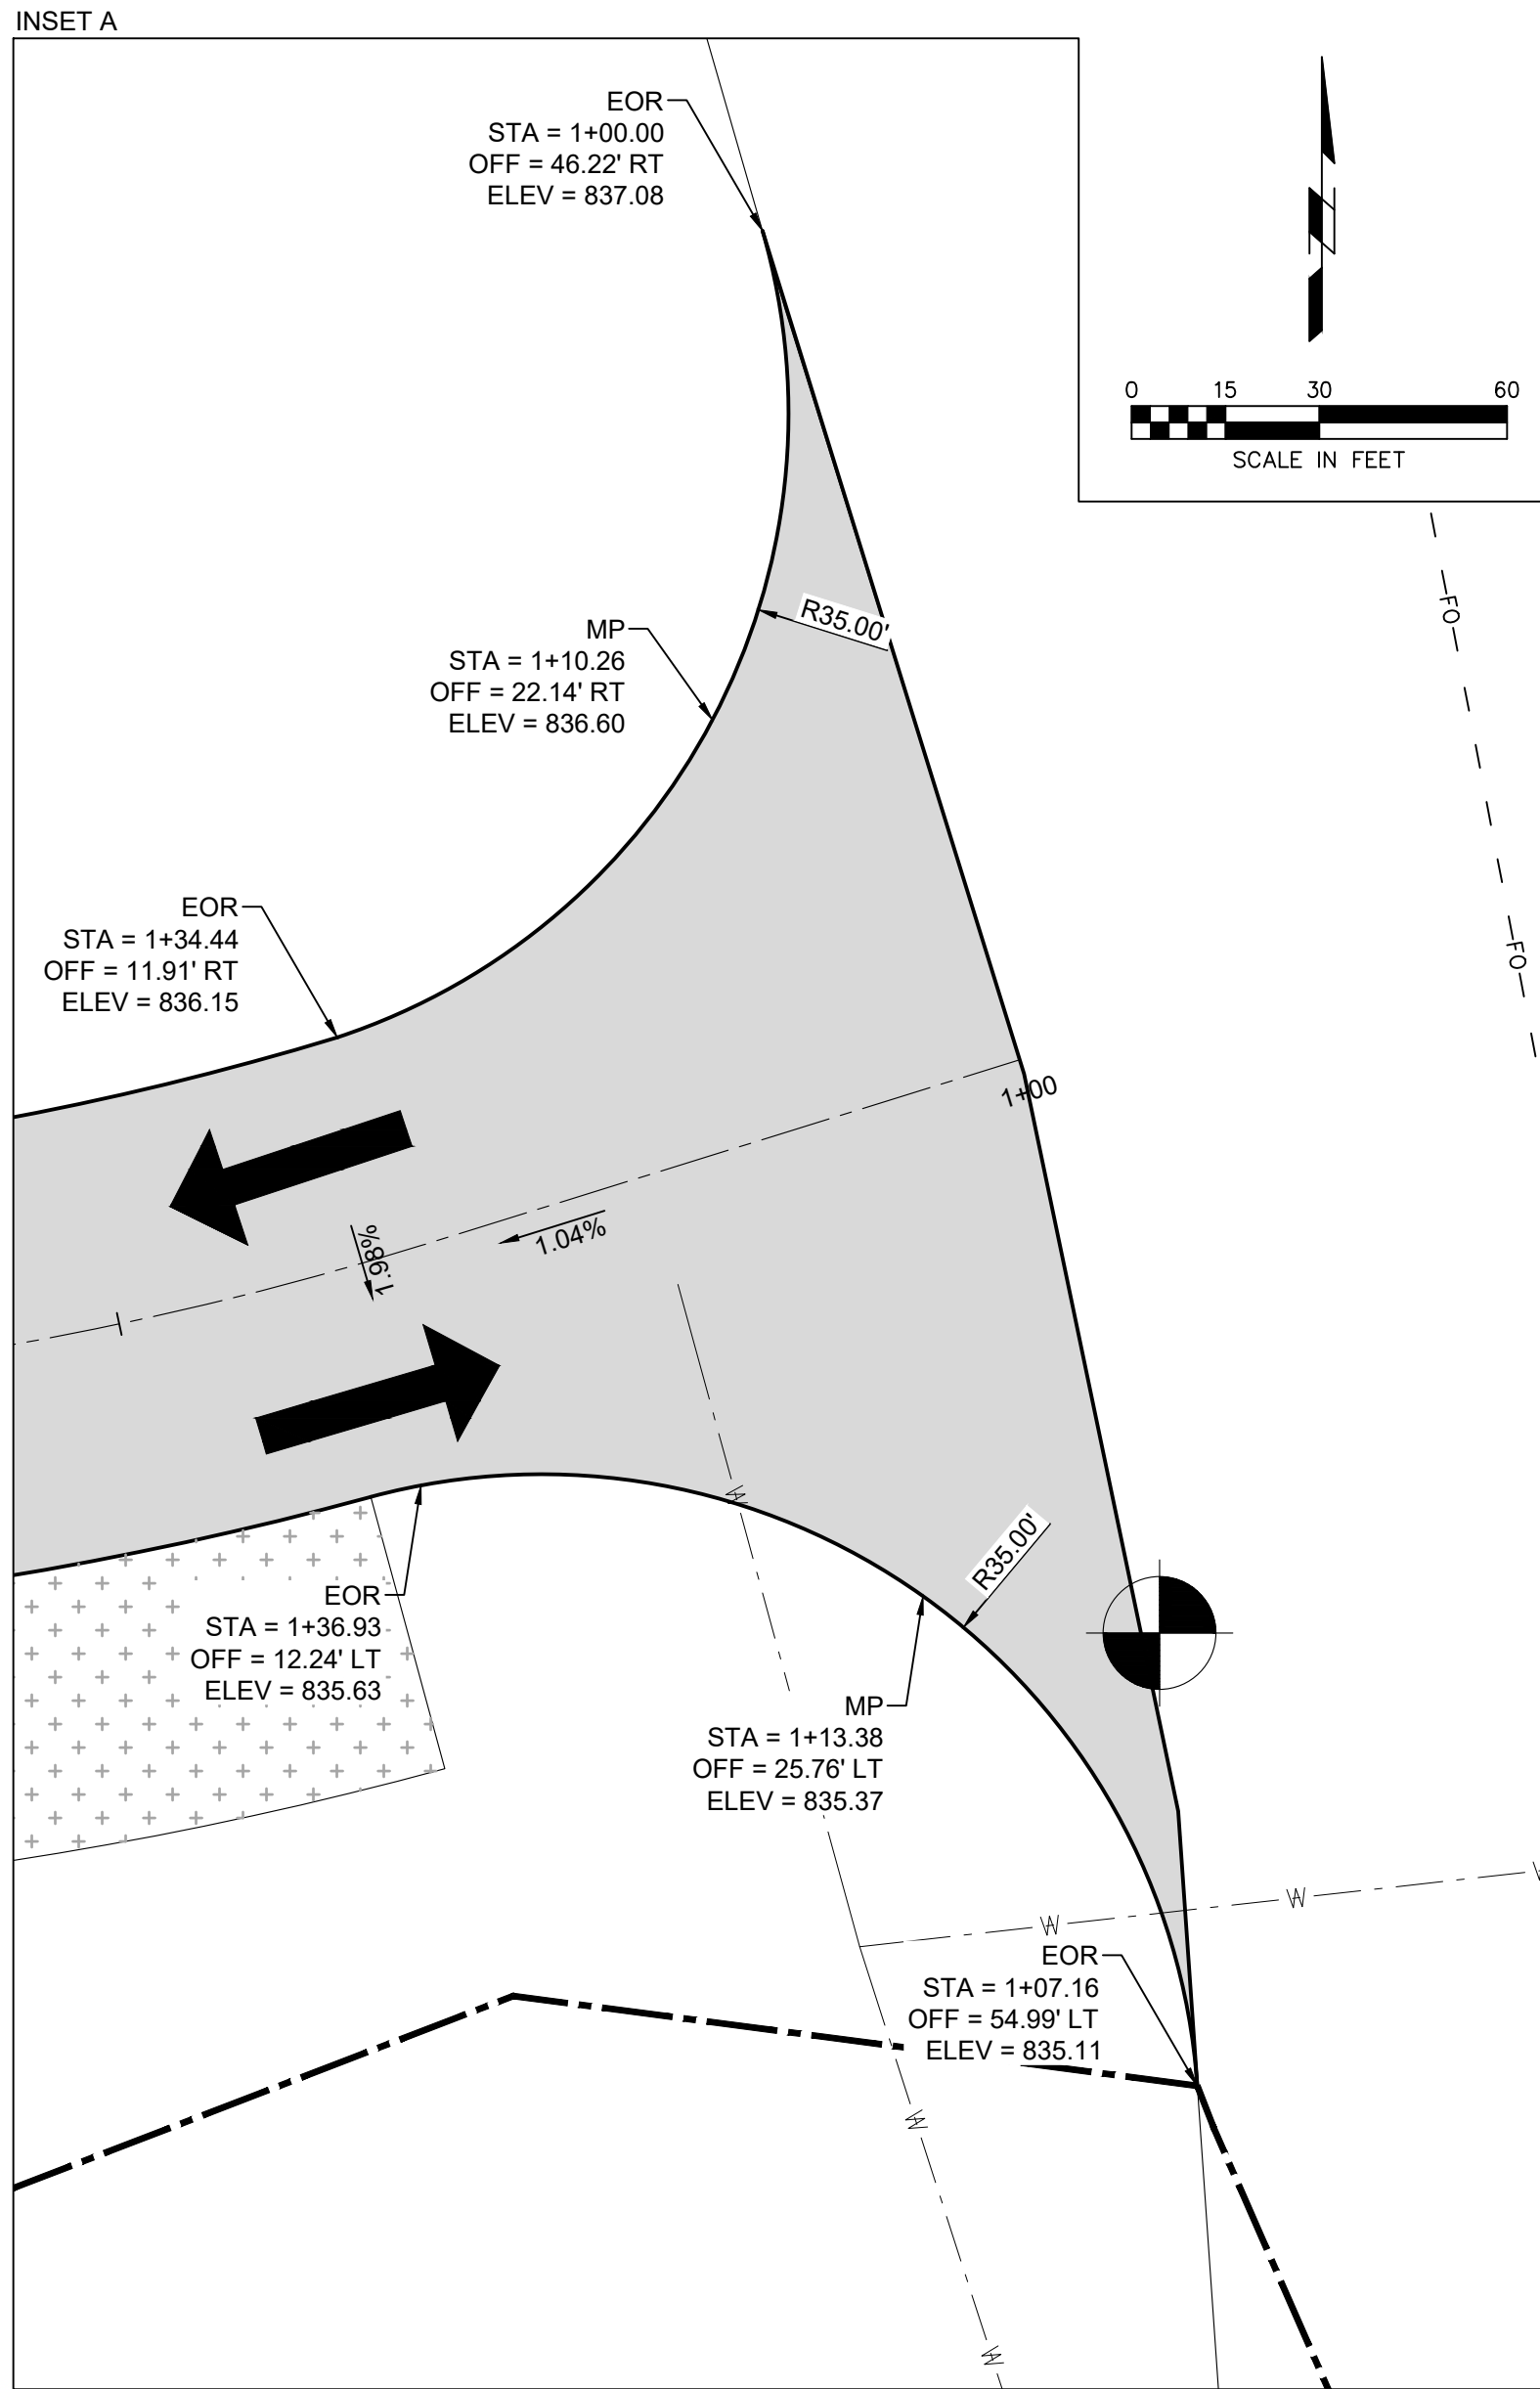 INSET A
EOR
STA = 1+00.00
OFF = 46.22' RT
ELEV = 837.08
0 15 30 60
SCALE IN FEET
N
R35.00'
MP
STA = 1+10.26
OFF = 22.14' RT
ELEV = 836.60
FO
FO
EOR
STA = 1+34.44
OFF = 11.91' RT
ELEV = 836.15
1+00
1.04%
1.98%
W
R35.00'
EOR
STA = 1+36.93
OFF = 12.24' LT
ELEV = 835.63
MP
STA = 1+13.38
OFF = 25.76' LT
ELEV = 835.37
W
W
EOR
STA = 1+07.16
OFF = 54.99' LT
ELEV = 835.11
W
W